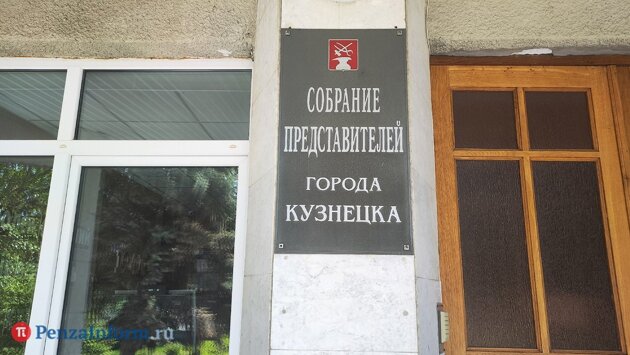 СОБРАНИЕ
ПРЕДСТАВИТЕЛЕЙ
ГОРОДА
КУЗНЕЦКА
π PenzaInform.ru